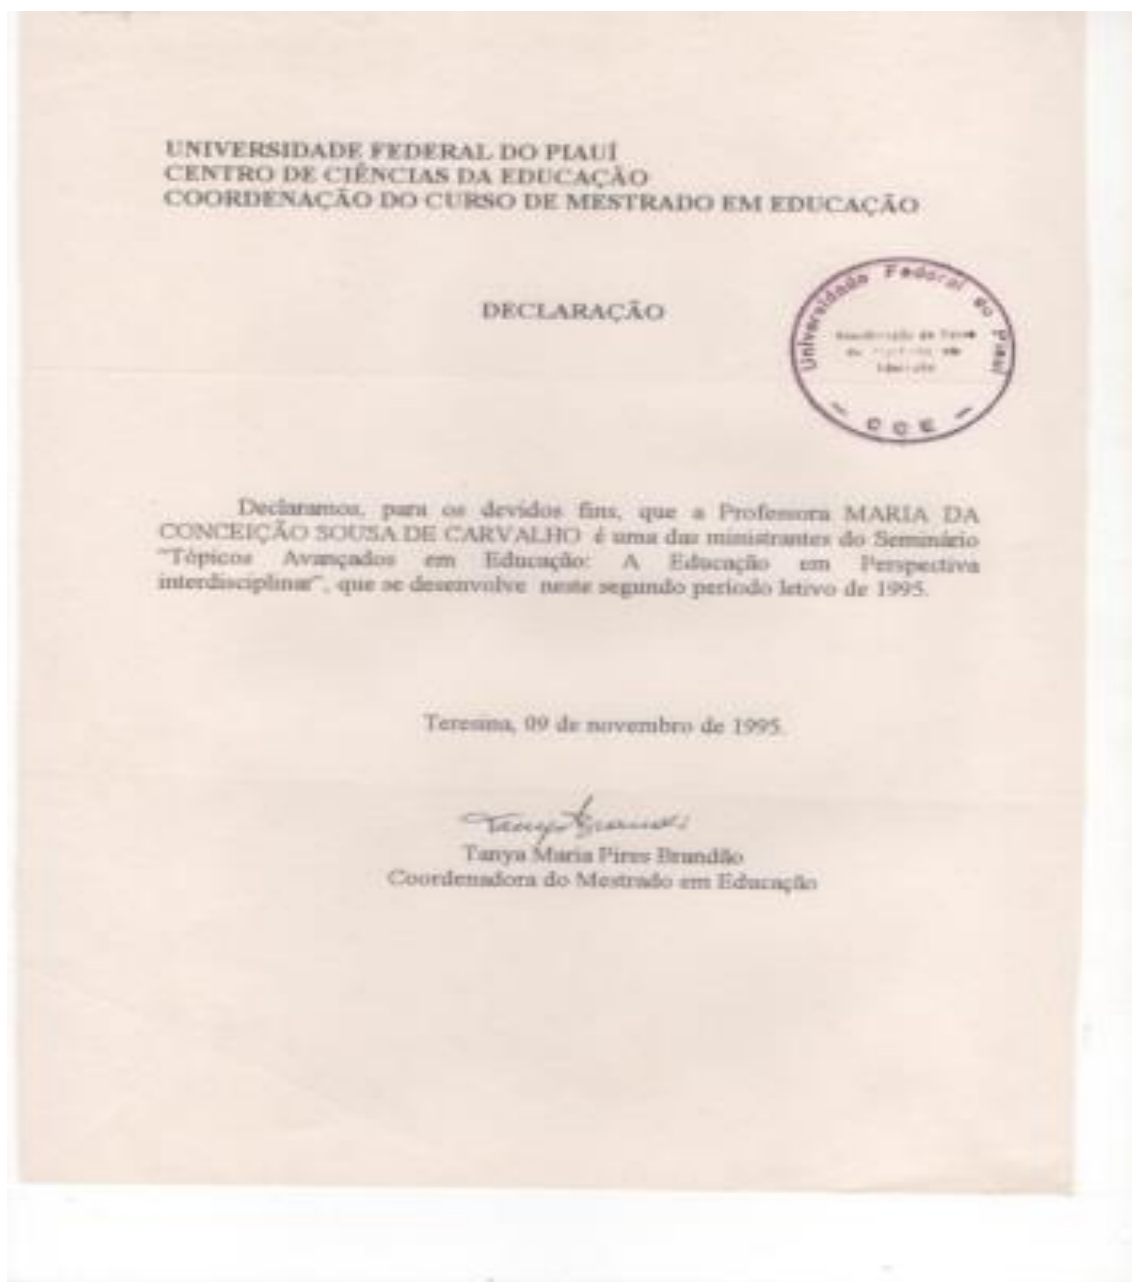 UNIVERSIDADE FEDERAL DO PIAUÍ
CENTRO DE CIÊNCIAS DA EDUCAÇÃO
COORDENAÇÃO DO CURSO DE MESTRADO EM EDUCAÇÃO
DECLARAÇÃO
Universidade Federal do Piauí
- CCE -
Declaramos, para os devidos fins, que a Professora MARIA DA
CONCEIÇÃO SOUSA DE CARVALHO é uma das ministrantes do Seminário
"Tópicos Avançados em Educação: A Educação em Perspectiva
interdisciplinar", que se desenvolve neste segundo período letivo de 1995.
Teresina, 09 de novembro de 1995.
Tanya Maria Pires Brandão
Coordenadora do Mestrado em Educação